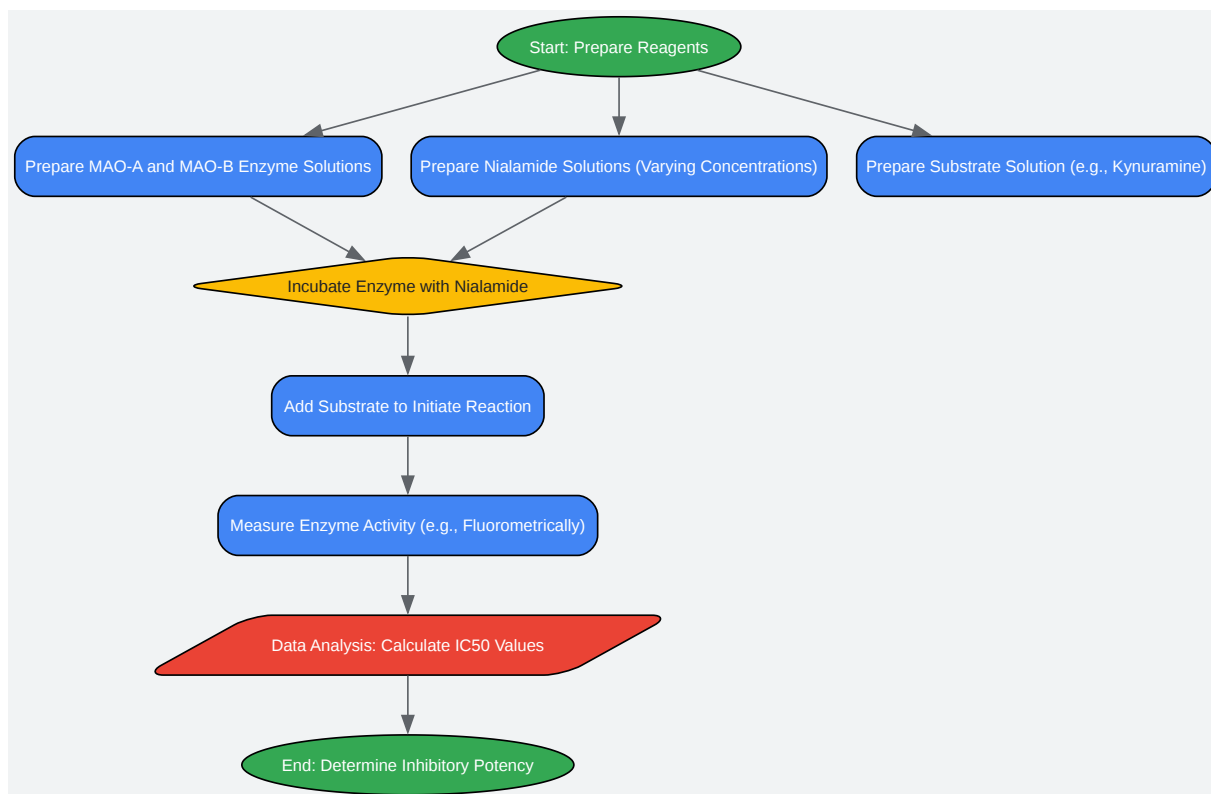 Start: Prepare Reagents
Prepare MAO-A and MAO-B Enzyme Solutions
Prepare Nialamide Solutions (Varying Concentrations)
Prepare Substrate Solution (e.g., Kynuramine)
Incubate Enzyme with Nialamide
Add Substrate to Initiate Reaction
Measure Enzyme Activity (e.g., Fluorometrically)
Data Analysis: Calculate IC50 Values
End: Determine Inhibitory Potency